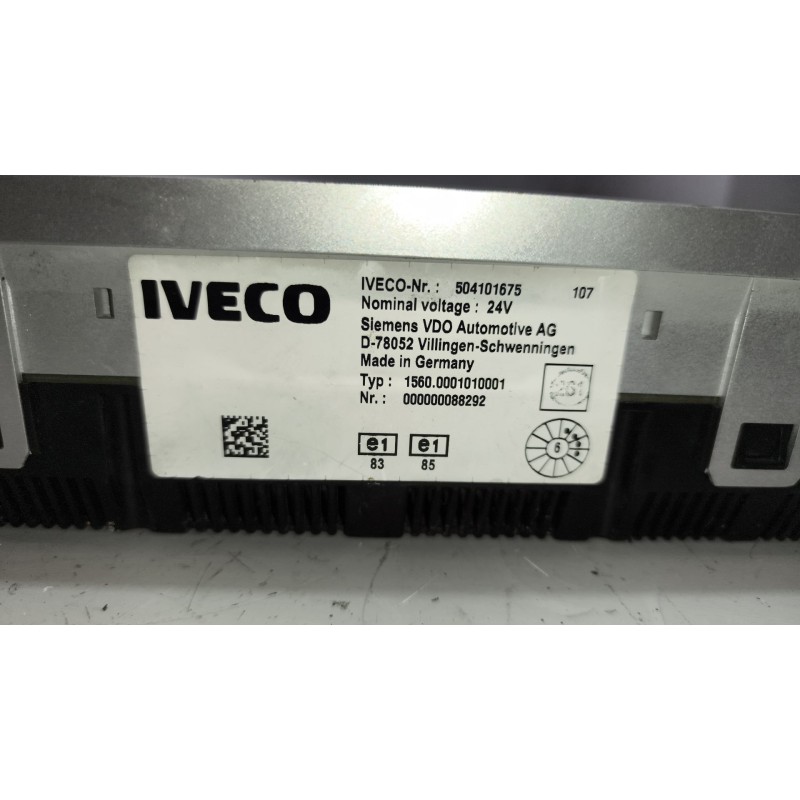 IVECO
IVECO-Nr. : 504101675 107
Nominal voltage : 24V
Siemens VDO Automotive AG
D-78052 Villingen-Schwenningen
Made in Germany
Typ : 1560.0001010001
Nr. : 000000088292
e1 e1
83 85
6